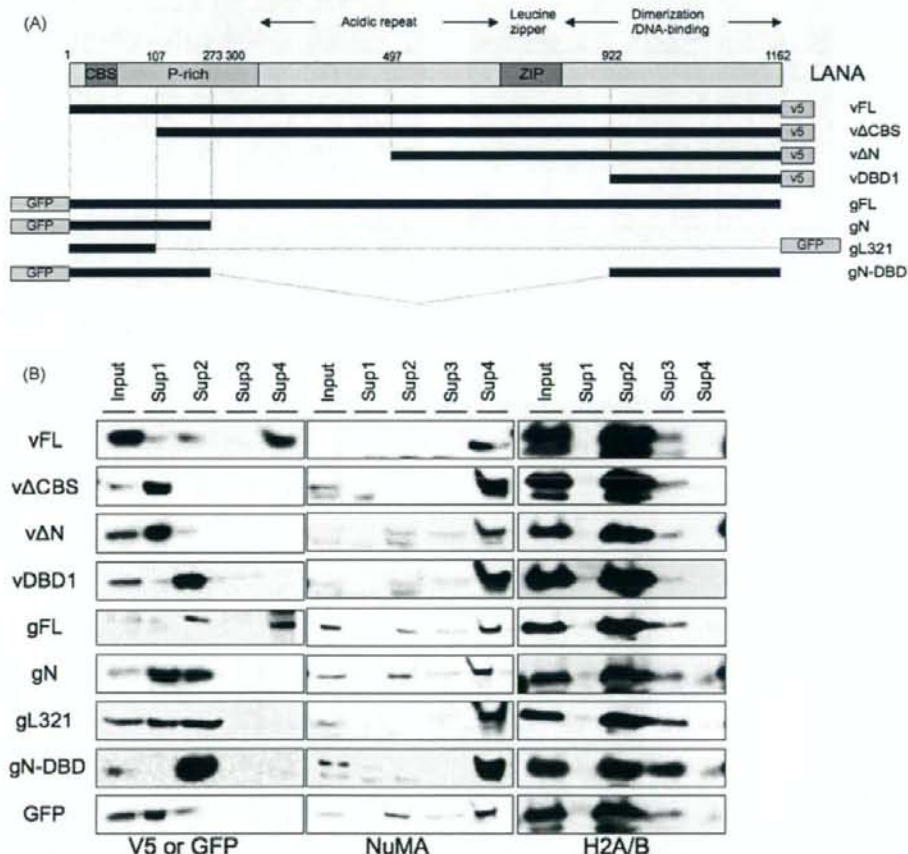 (A)
Acidic repeat
Leucine zipper
Dimerization /DNA-binding
1 107 273 300 497 922 1162
CBS P-rich ZIP LANA
v5 vFL
v5 vΔCBS
v5 vΔN
v5 vDBD1
GFP gFL
GFP gN
GFP gL321
GFP gN-DBD
(B)
Input Sup1 Sup2 Sup3 Sup4 Input Sup1 Sup2 Sup3 Sup4 Input Sup1 Sup2 Sup3 Sup4
vFL
vΔCBS
vΔN
vDBD1
gFL
gN
gL321
gN-DBD
GFP
V5 or GFP NuMA H2A/B